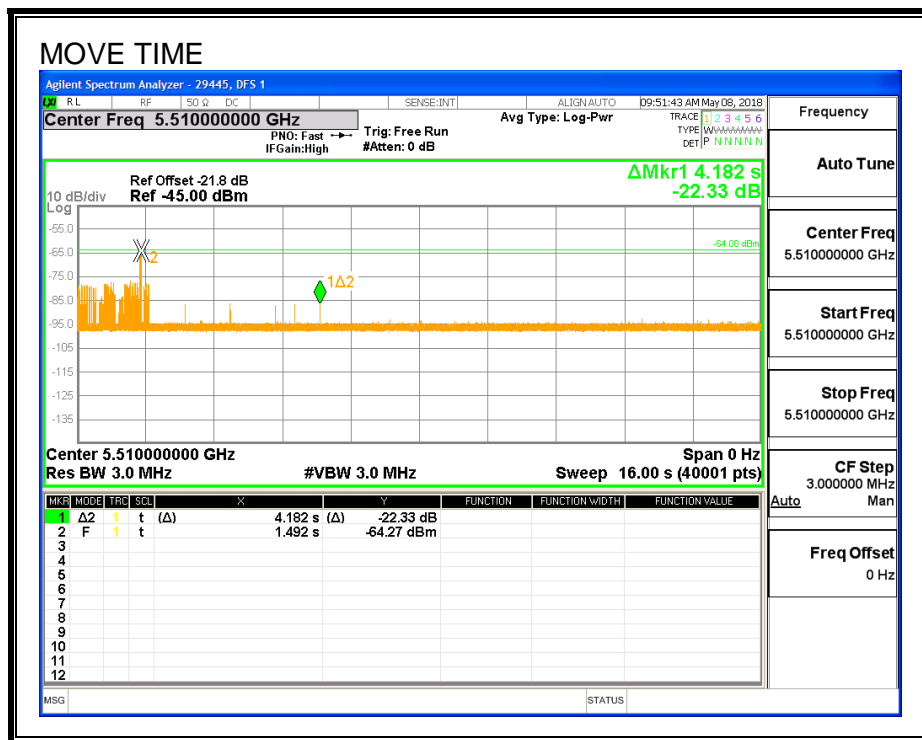 MOVE TIME
Agilent Spectrum Analyzer - 29445, DFS 1
LXI RL RF 50 Ω DC SENSE:INT ALIGN AUTO 09:51:43 AM May 08, 2018
Center Freq 5.510000000 GHz
PNO: Fast
IFGain:High
Trig: Free Run
#Atten: 0 dB
Avg Type: Log-Pwr
TRACE 1 2 3 4 5 6
TYPE WWWWWW
DET P N N N N N
Ref Offset -21.8 dB
Ref -45.00 dBm
10 dB/div
Log
ΔMkr1 4.182 s
-22.33 dB
-55.0
-65.0
-75.0
-85.0
-95.0
-105
-115
-125
-135
-64.00 dBm
2
1Δ2
Center 5.510000000 GHz Span 0 Hz
Res BW 3.0 MHz #VBW 3.0 MHz Sweep 16.00 s (40001 pts)
MKR MODE TRC SCL X Y FUNCTION FUNCTION WIDTH FUNCTION VALUE
1 Δ2 1 t (Δ) 4.182 s (Δ) -22.33 dB
2 F 1 t 1.492 s -64.27 dBm
3
4
5
6
7
8
9
10
11
12
MSG STATUS
Frequency
Auto Tune
Center Freq
5.510000000 GHz
Start Freq
5.510000000 GHz
Stop Freq
5.510000000 GHz
CF Step
3.000000 MHz
Auto Man
Freq Offset
0 Hz